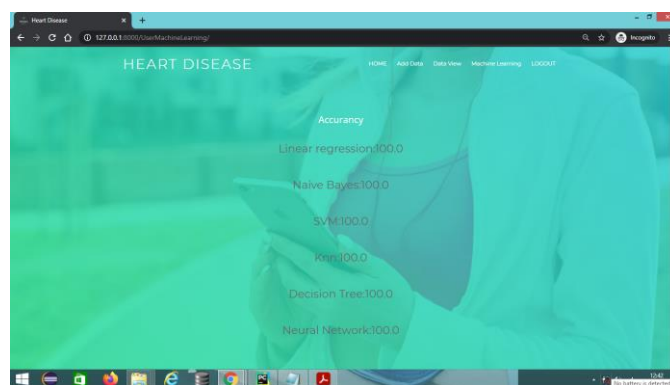 Heart Disease
127.0.0.1:8000/UserMachineLearning/
Incognito
HEART DISEASE
HOME Add Data Data View Machine Learning LOGOUT
Accurancy
Linear regression:100.0
Naive Bayes:100.0
SVM:100.0
Knn:100.0
Decision Tree:100.0
Neural Network:100.0
12:42
No battery is detected